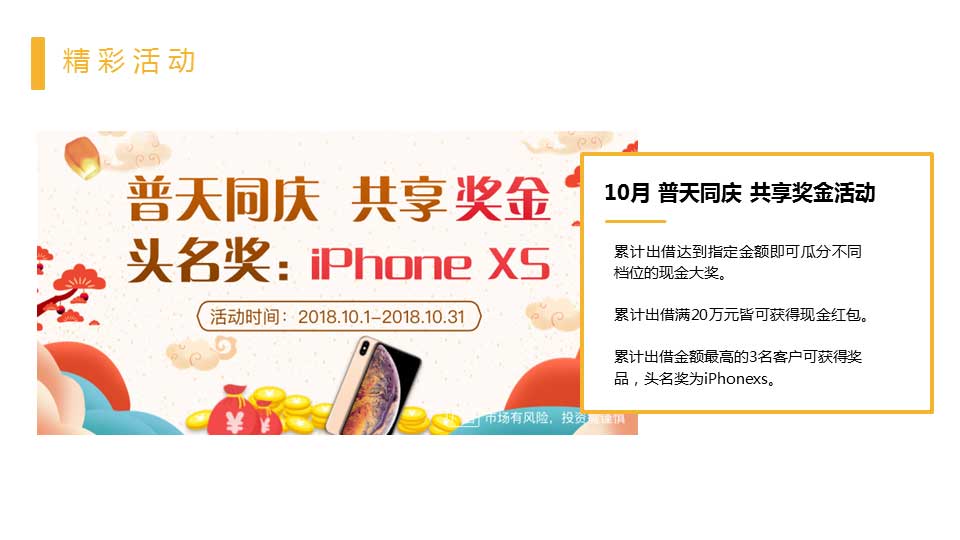 精彩活动
普天同庆 共享奖金
头名奖：iPhone XS
活动时间：2018.10.1-2018.10.31
市场有风险，投资需谨慎
10月 普天同庆 共享奖金活动
累计出借达到指定金额即可瓜分不同
档位的现金大奖。
累计出借满20万元皆可获得现金红包。
累计出借金额最高的3名客户可获得奖
品，头名奖为iPhonexs。